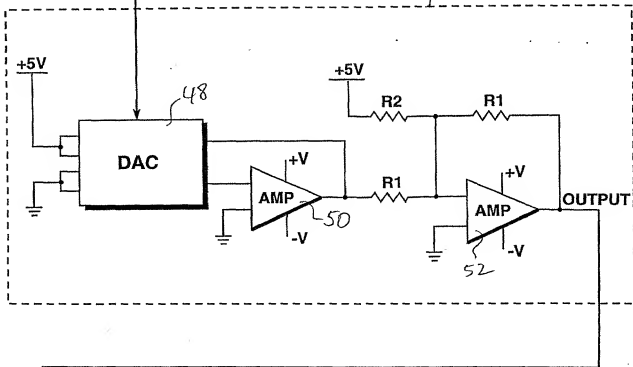 +5V
48
DAC
+V
AMP
50
-V
R1
+5V
R2
R1
+V
AMP
52
-V
OUTPUT